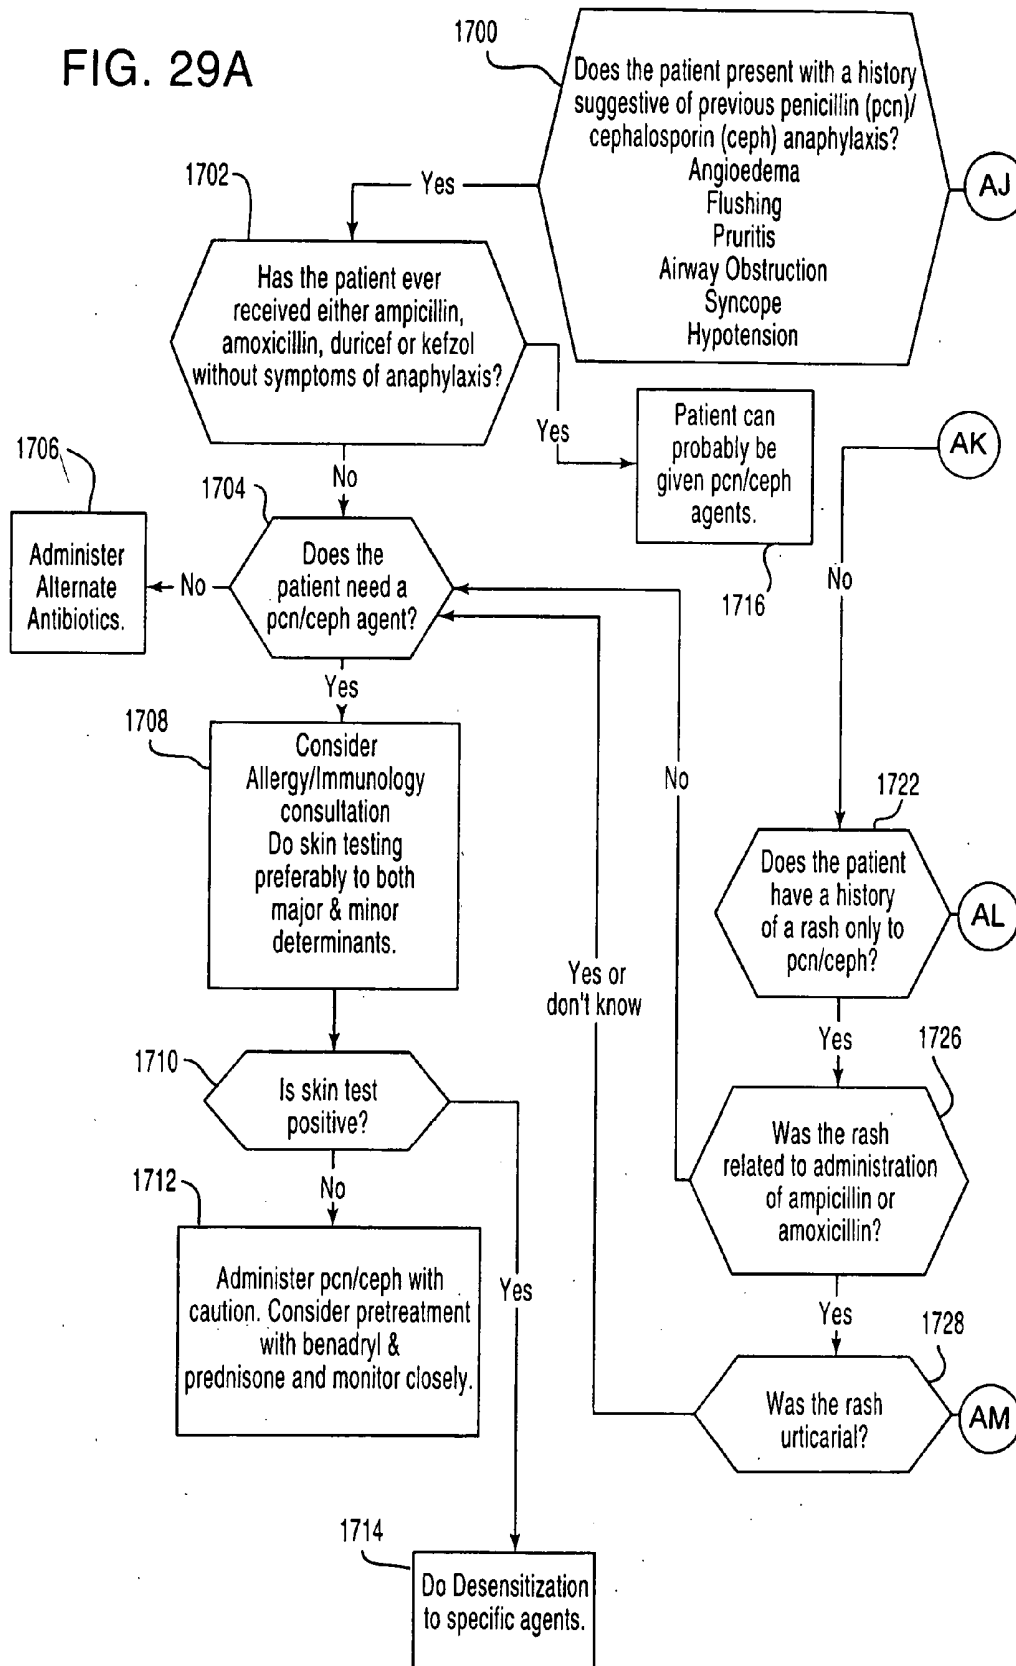 FIG. 29A
1700
Does the patient present with a history
suggestive of previous penicillin (pcn)/
cephalosporin (ceph) anaphylaxis?
Angioedema
Flushing
Pruritis
Airway Obstruction
Syncope
Hypotension
AJ
Yes
1702
Has the patient ever
received either ampicillin,
amoxicillin, duricef or kefzol
without symptoms of anaphylaxis?
Yes
Patient can
probably be
given pcn/ceph
agents.
1716
AK
No
No
1704
Does the
patient need a
pcn/ceph agent?
No
1706
Administer
Alternate
Antibiotics.
Yes
1708
Consider
Allergy/Immunology
consultation
Do skin testing
preferably to both
major & minor
determinants.
No
1722
Does the patient
have a history
of a rash only to
pcn/ceph?
AL
Yes or
don't know
Yes
1726
Was the rash
related to administration
of ampicillin or
amoxicillin?
1710
Is skin test
positive?
No
1712
Administer pcn/ceph with
caution. Consider pretreatment
with benadryl &
prednisone and monitor closely.
Yes
Yes
1728
Was the rash
urticarial?
AM
1714
Do Desensitization
to specific agents.